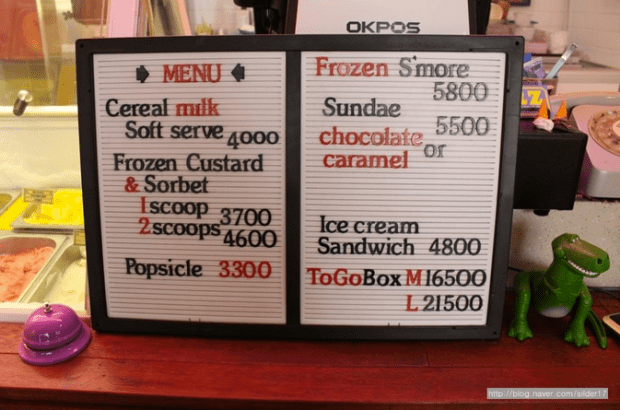 OKPOS
MENU
Cereal milk
Soft serve 4000
Frozen Custard
& Sorbet
1 scoop 3700
2 scoops 4600
Popsicle 3300
Frozen S'more
5800
Sundae 5500
chocolate or
caramel
Ice cream
Sandwich 4800
ToGoBox M 16500
L 21500
http://blog.naver.com/silder17